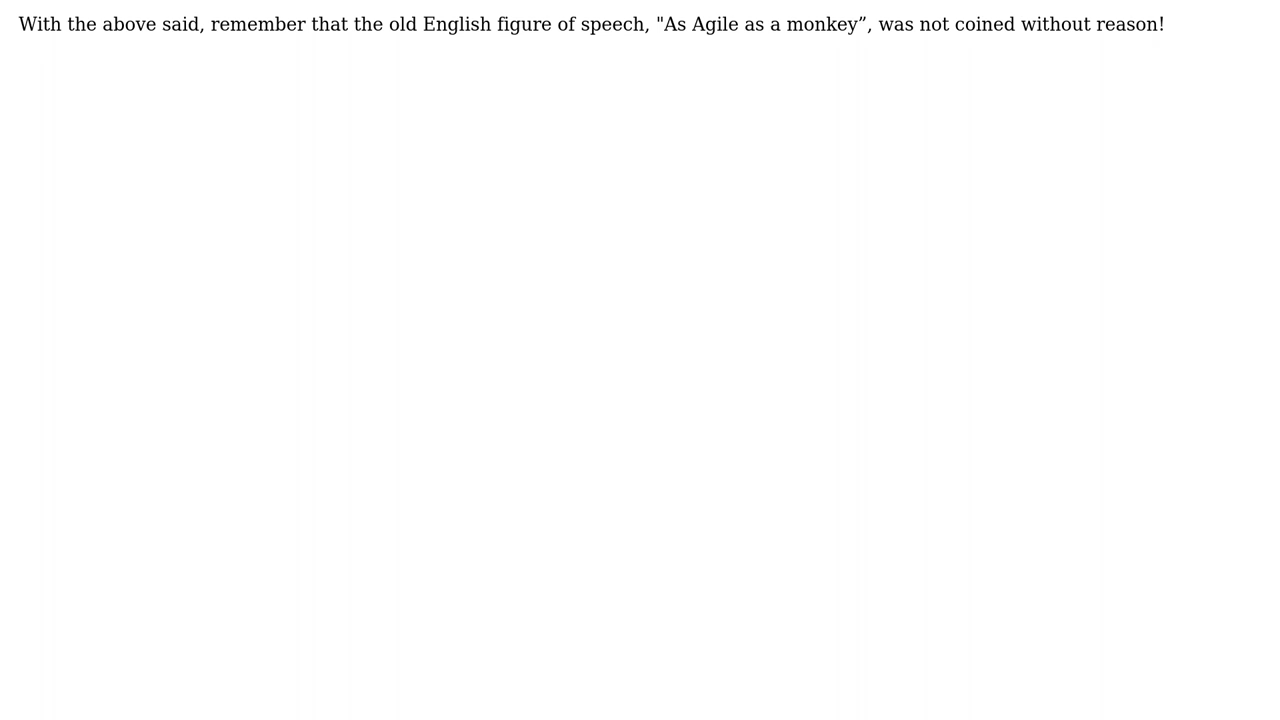 With the above said, remember that the old English figure of speech, "As Agile as a monkey”, was not coined without reason!